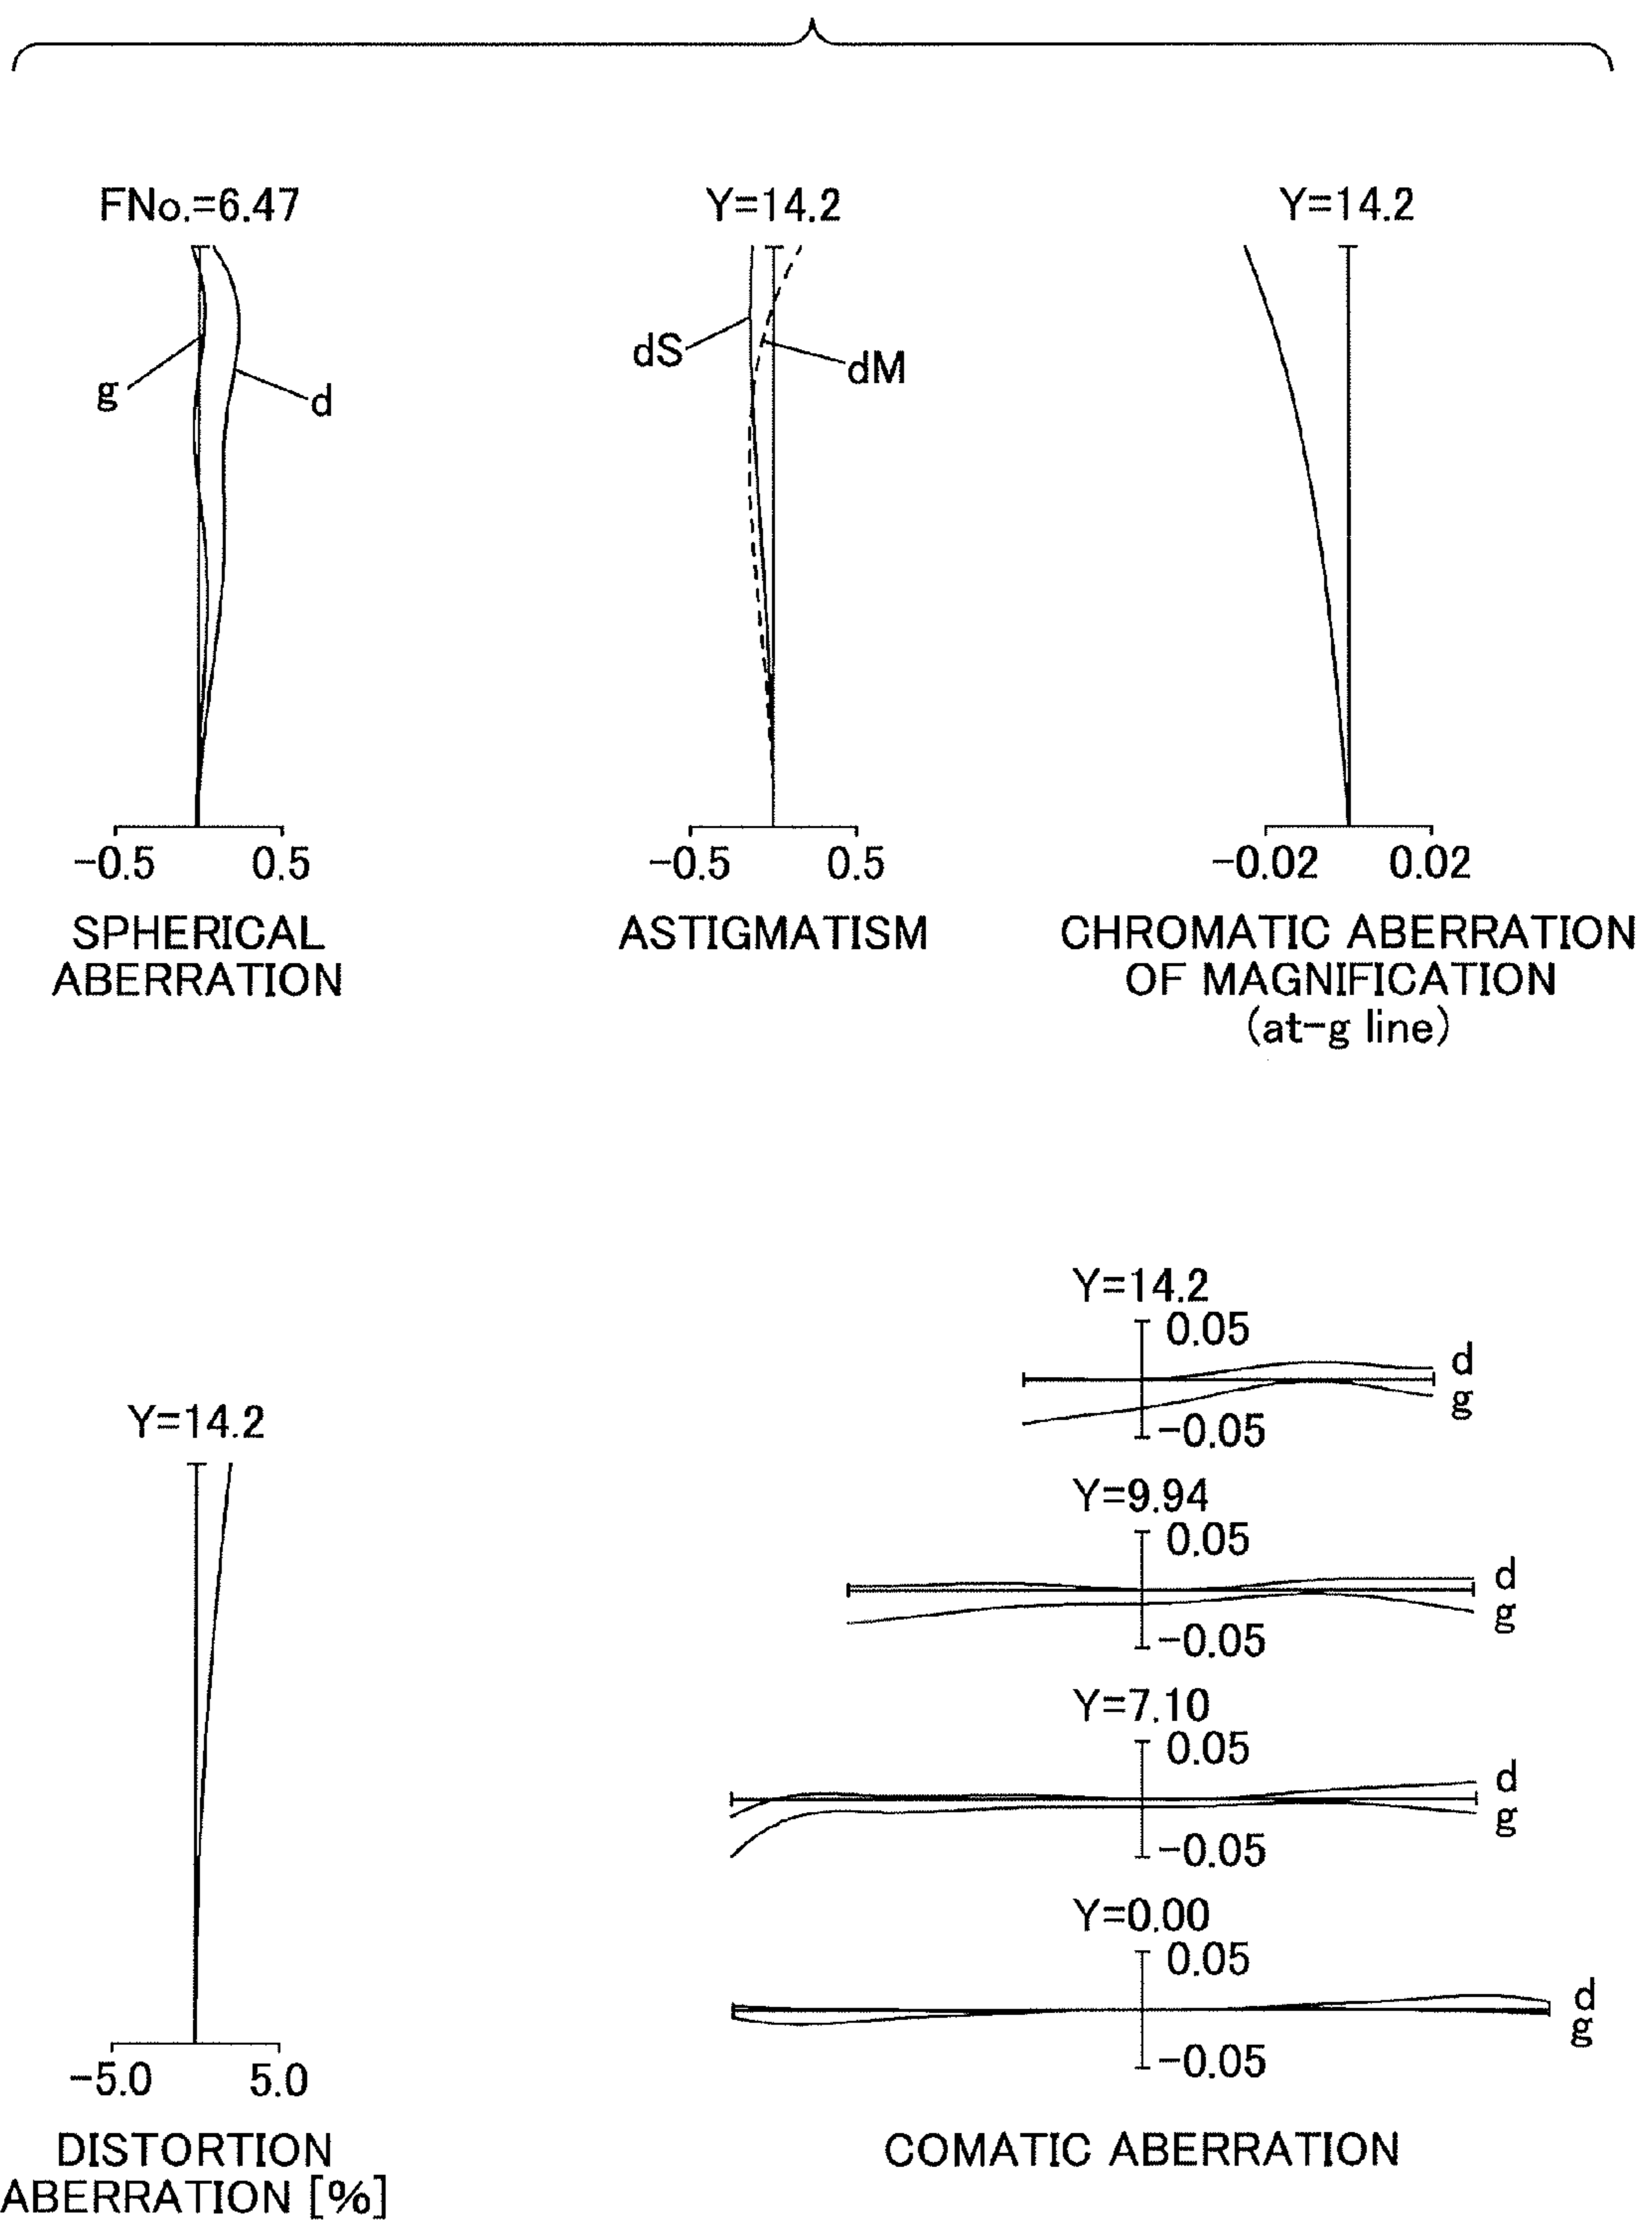 FNo.=6.47
g
d
−0.5
0.5
SPHERICAL
ABERRATION
Y=14.2
dS
dM
−0.5
0.5
ASTIGMATISM
Y=14.2
−0.02
0.02
CHROMATIC ABERRATION
OF MAGNIFICATION
(at−g line)
Y=14.2
−5.0
5.0
DISTORTION
ABERRATION [%]
Y=14.2
0.05
d
g
−0.05
Y=9.94
0.05
d
g
−0.05
Y=7.10
0.05
d
g
−0.05
Y=0.00
0.05
d
g
−0.05
COMATIC ABERRATION